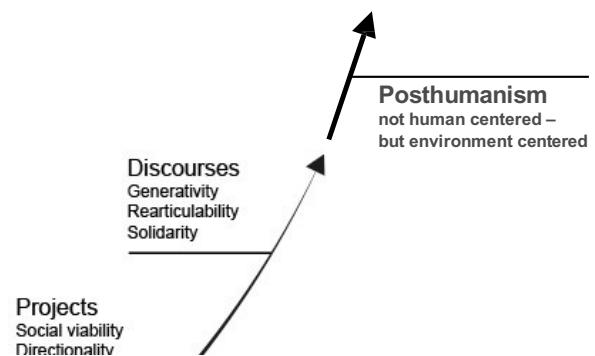 Posthumanism
not human centered –
but environment centered
Discourses
Generativity
Rearticulability
Solidarity
Projects
Social viability
Directionality